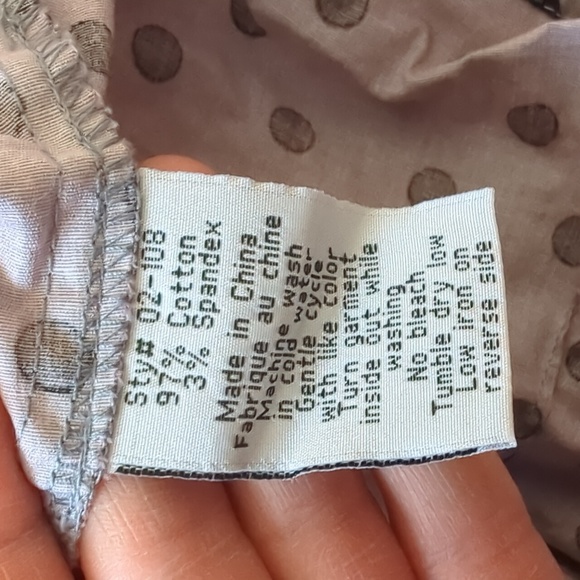 Sty# 02-108
97% Cotton
3% Spandex
Made in China
Fabrique au chine
Machine wash
in cold water
Gentle cycle
with like color
Turn garment
inside out while
washing
No bleach
Tumble dry low
Low iron on
reverse side